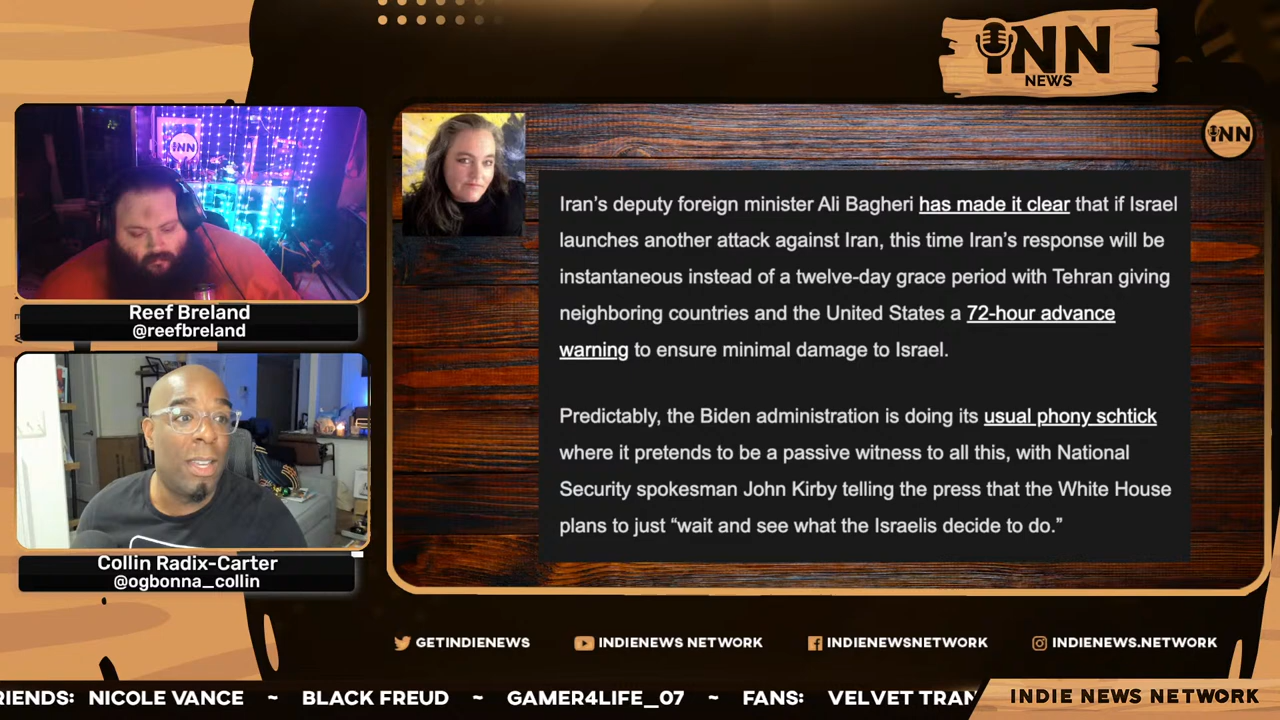 INN
NEWS
INN
INN
Reef Breland
@reefbreland
Collin Radix-Carter
@ogbonna_collin
Iran’s deputy foreign minister Ali Bagheri has made it clear that if Israel
launches another attack against Iran, this time Iran’s response will be
instantaneous instead of a twelve-day grace period with Tehran giving
neighboring countries and the United States a 72-hour advance
warning to ensure minimal damage to Israel.
Predictably, the Biden administration is doing its usual phony schtick
where it pretends to be a passive witness to all this, with National
Security spokesman John Kirby telling the press that the White House
plans to just “wait and see what the Israelis decide to do.”
GETINDIENEWS
INDIENEWS NETWORK
INDIENEWSNETWORK
INDIENEWS.NETWORK
RIENDS: NICOLE VANCE ~ BLACK FREUD ~ GAMER4LIFE_07 ~ FANS: VELVET TRAN
INDIE NEWS NETWORK